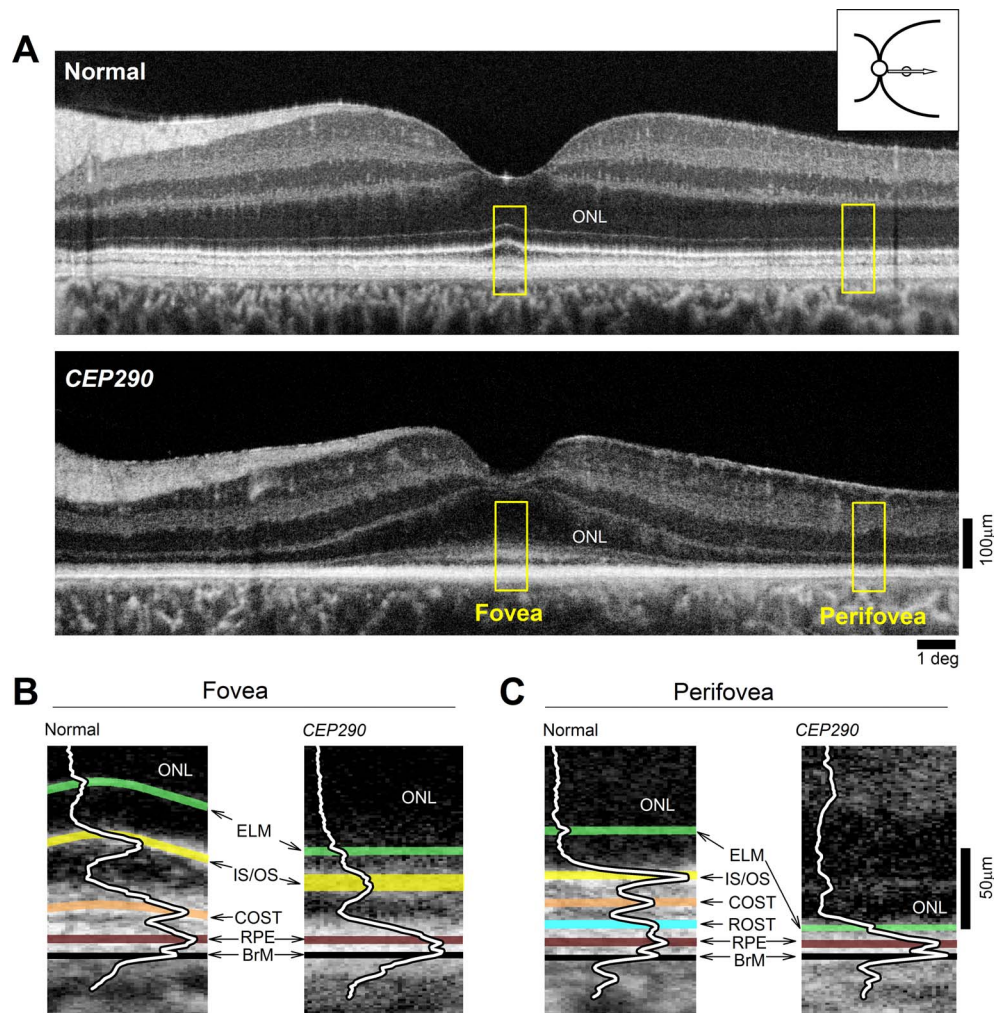 A
Normal
ONL
CEP290
ONL
Fovea
Perifovea
100μm
1 deg
B
Fovea
Normal
CEP290
ONL
ONL
ELM
IS/OS
COST
RPE
BrM
C
Perifovea
Normal
CEP290
ONL
ONL
ELM
IS/OS
COST
ROST
RPE
BrM
50μm